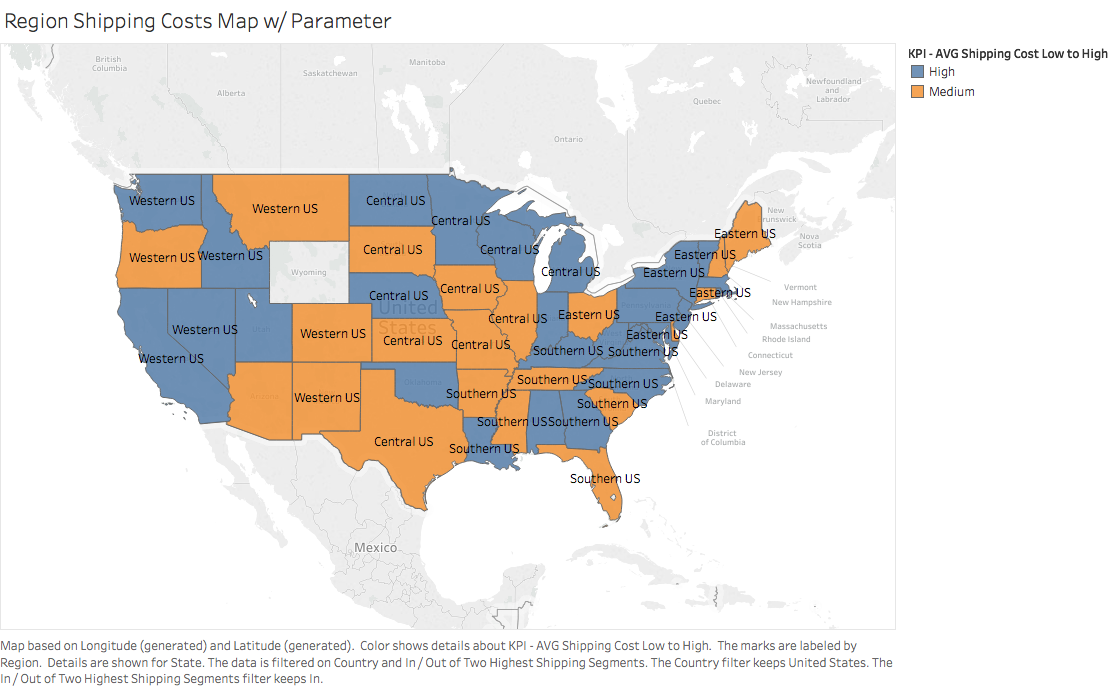 Region Shipping Costs Map w/ Parameter
KPI - AVG Shipping Cost Low to High
High
Medium
British
Columbia
Alberta
Saskatchewan
Manitoba
Ontario
Quebec
Newfoundland
and
Labrador
New
runswick
Nova
Scotia
Western US
Western US
Central US
Central US
Western US
Western US
Central US
Central US
Central US
Eastern US
Eastern US
Eastern US
Wyoming
Central US
Central US
Eastern US
United
States
Western US
Utah
Western US
Central US
Central US
Central US
Eastern US
Eastern US
Eastern US
Western US
Southern US
Southern US
Western US
Arizona
Oklahoma
Southern US
Southern US
Southern US
Southern US
Central US
Southern US
Southern US
Southern US
Southern US
Vermont
New Hampshire
Massachusetts
Rhode Island
Connecticut
New Jersey
Delaware
Maryland
District
of Columbia
Mexico
Map based on Longitude (generated) and Latitude (generated).  Color shows details about KPI - AVG Shipping Cost Low to High.  The marks are labeled by
Region.  Details are shown for State. The data is filtered on Country and In / Out of Two Highest Shipping Segments. The Country filter keeps United States. The
In / Out of Two Highest Shipping Segments filter keeps In.